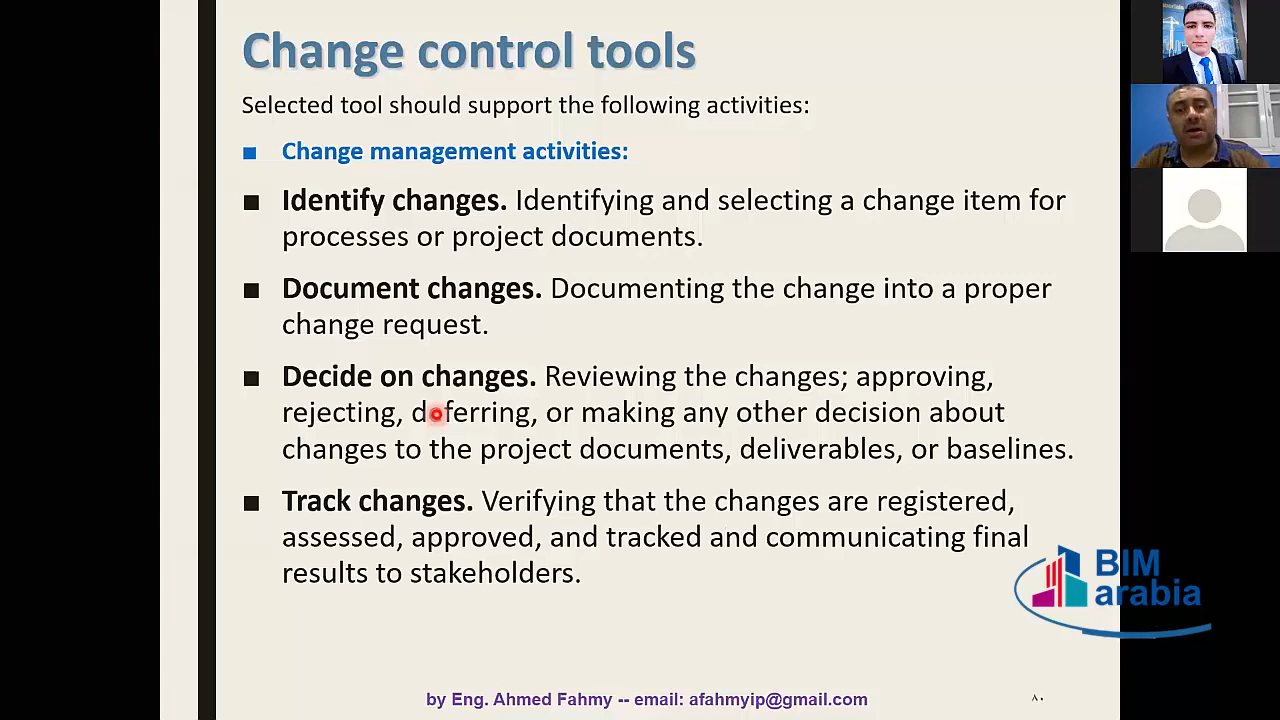 Change control tools
Selected tool should support the following activities:
■ Change management activities:
■ Identify changes. Identifying and selecting a change item for
processes or project documents.
■ Document changes. Documenting the change into a proper
change request.
■ Decide on changes. Reviewing the changes; approving,
rejecting, deferring, or making any other decision about
changes to the project documents, deliverables, or baselines.
■ Track changes. Verifying that the changes are registered,
assessed, approved, and tracked and communicating final
results to stakeholders.
BIM
arabia
by Eng. Ahmed Fahmy -- email: afahmyip@gmail.com
٨٠